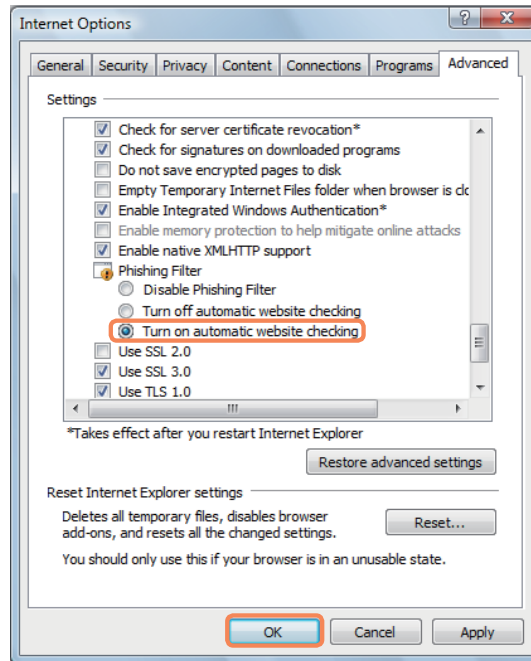 Internet Options
General Security Privacy Content Connections Programs Advanced
Settings
Check for server certificate revocation*
Check for signatures on downloaded programs
Do not save encrypted pages to disk
Empty Temporary Internet Files folder when browser is clo
Enable Integrated Windows Authentication*
Enable memory protection to help mitigate online attacks
Enable native XMLHTTP support
Phishing Filter
Disable Phishing Filter
Turn off automatic website checking
Turn on automatic website checking
Use SSL 2.0
Use SSL 3.0
Use TLS 1.0
*Takes effect after you restart Internet Explorer
Restore advanced settings
Reset Internet Explorer settings
Deletes all temporary files, disables browser
add-ons, and resets all the changed settings.
Reset...
You should only use this if your browser is in an unusable state.
OK Cancel Apply